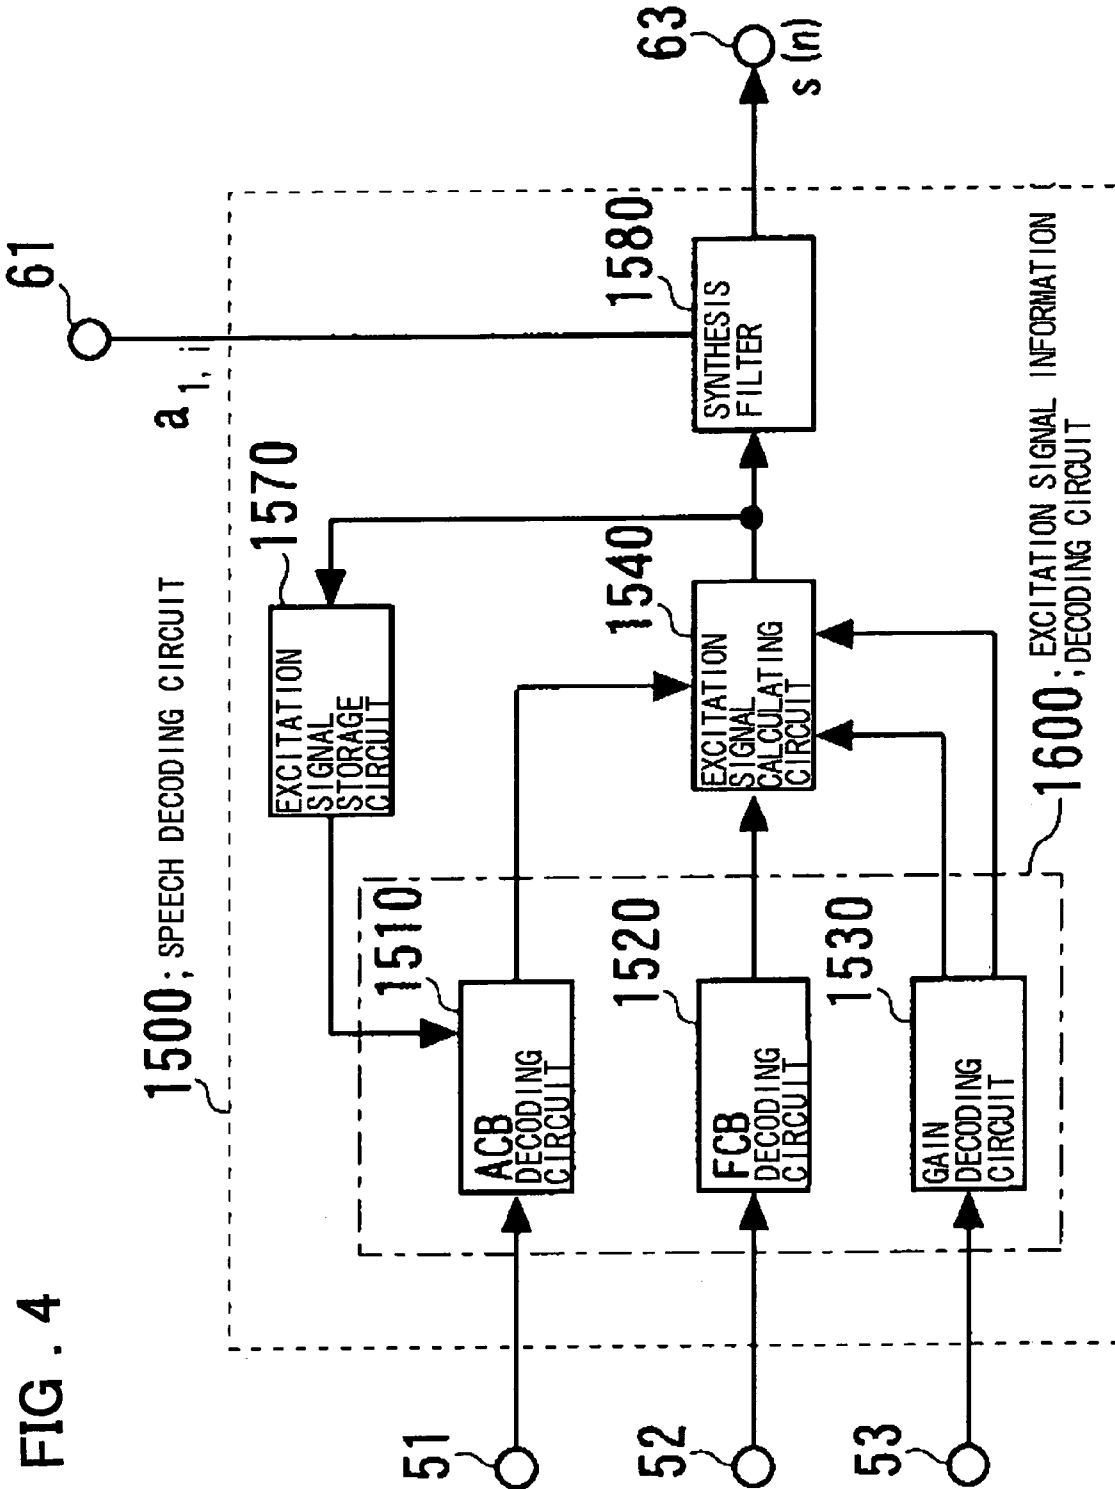 FIG. 4
1500; SPEECH DECODING CIRCUIT
61
a 1, i
1570
EXCITATION
SIGNAL
STORAGE
CIRCUIT
51
1510
ACB
DECODING
CIRCUIT
1540
EXCITATION
SIGNAL
CALCULATING
CIRCUIT
1580
SYNTHESIS
FILTER
63
s (n)
52
1520
FCB
DECODING
CIRCUIT
53
1530
GAIN
DECODING
CIRCUIT
1600; EXCITATION SIGNAL INFORMATION
;DECODING CIRCUIT